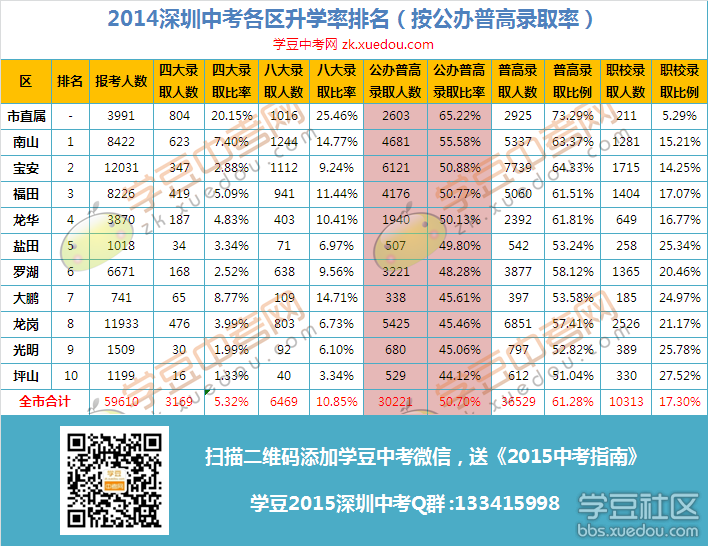 2014深圳中考各区升学率排名（按公办普高录取率）
学豆中考网 zk.xuedou.com
区 排名 报考人数 四大录取人数 四大录取比率 八大录取人数 八大录取比率 公办普高录取人数 公办普高录取比率 普高录取人数 普高录取比例 职校录取人数 职校录取比例
市直属 - 3991 804 20.15% 1016 25.46% 2603 65.22% 2925 73.29% 211 5.29%
南山 1 8422 623 7.40% 1244 14.77% 4681 55.58% 5337 63.37% 1281 15.21%
宝安 2 12031 347 2.88% 1112 9.24% 6121 50.88% 7739 64.33% 1715 14.25%
福田 3 8226 419 5.09% 941 11.44% 4176 50.77% 5060 61.51% 1404 17.07%
龙华 4 3870 187 4.83% 403 10.41% 1940 50.13% 2392 61.81% 649 16.77%
盐田 5 1018 34 3.34% 71 6.97% 507 49.80% 542 53.24% 258 25.34%
罗湖 6 6671 168 2.52% 638 9.56% 3221 48.28% 3877 58.12% 1365 20.46%
大鹏 7 741 65 8.77% 109 14.71% 338 45.61% 397 53.58% 185 24.97%
龙岗 8 11933 476 3.99% 803 6.73% 5425 45.46% 6851 57.41% 2526 21.17%
光明 9 1509 30 1.99% 92 6.10% 680 45.06% 797 52.82% 389 25.78%
坪山 10 1199 16 1.33% 40 3.34% 529 44.12% 612 51.04% 330 27.52%
全市合计 59610 3169 5.32% 6469 10.85% 30221 50.70% 36529 61.28% 10313 17.30%
扫描二维码添加学豆中考微信，送《2015中考指南》
学豆2015深圳中考Q群:133415998
学豆社区
bbs.xuedou.com